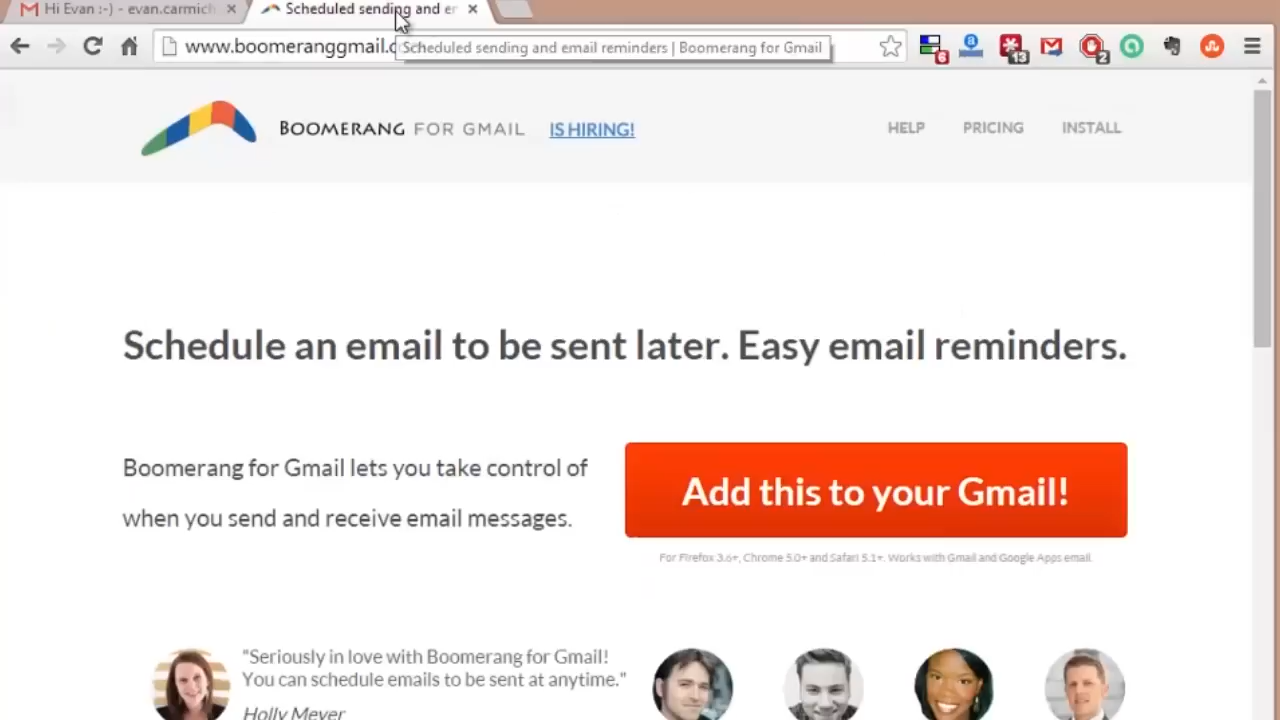 Hi Evan :-) - evan.carmich
Scheduled sending and er
www.boomeranggmail.c
Scheduled sending and email reminders | Boomerang for Gmail
6
13
2
BOOMERANG FOR GMAIL IS HIRING!
HELP PRICING INSTALL
Schedule an email to be sent later. Easy email reminders.
Boomerang for Gmail lets you take control of
when you send and receive email messages.
Add this to your Gmail!
For Firefox 3.6+, Chrome 5.0+ and Safari 5.1+. Works with Gmail and Google Apps email.
"Seriously in love with Boomerang for Gmail!
You can schedule emails to be sent at anytime."
Holly Meyer